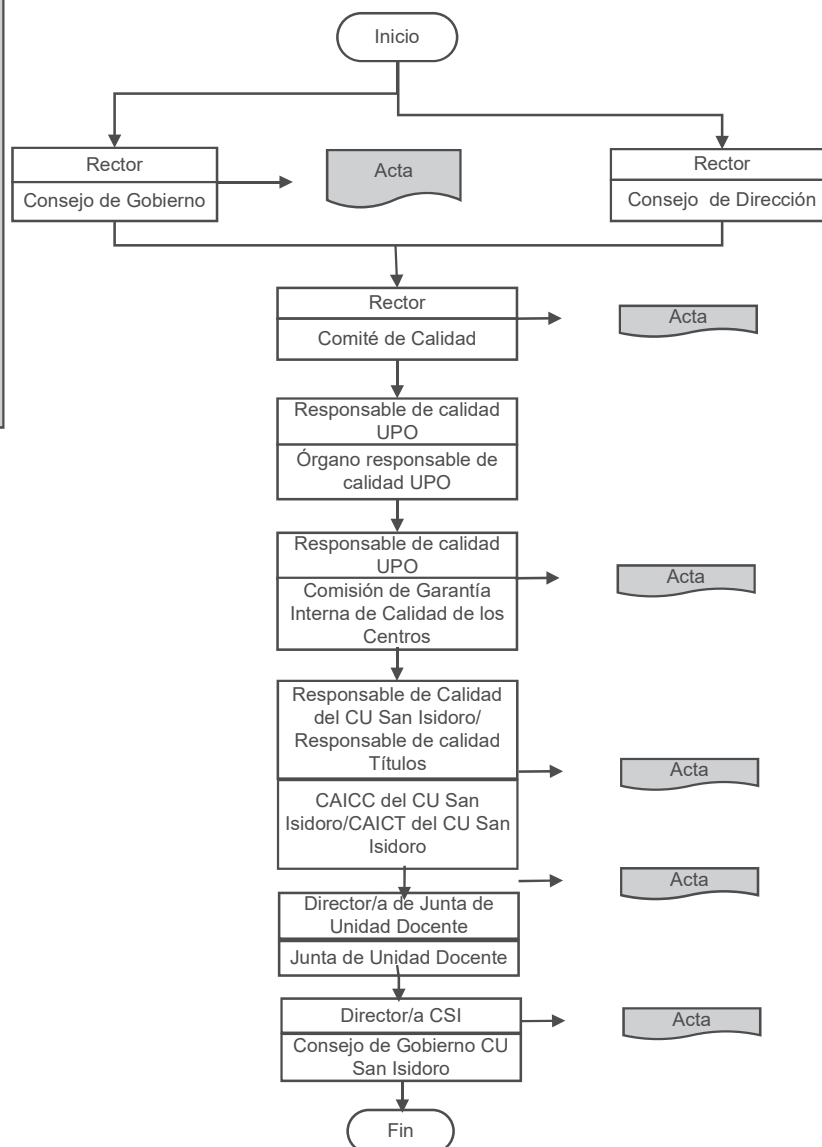 Inicio
Rector
Consejo de Gobierno
Acta
Rector
Consejo de Dirección
Rector
Comité de Calidad
Acta
Responsable de calidad
UPO
Órgano responsable de
calidad UPO
Responsable de calidad
UPO
Comisión de Garantía
Interna de Calidad de los
Centros
Acta
Responsable de Calidad
del CU San Isidoro/
Responsable de calidad
Títulos
CAICC del CU San
Isidoro/CAICT del CU San
Isidoro
Acta
Acta
Director/a de Junta de
Unidad Docente
Junta de Unidad Docente
Director/a CSI
Consejo de Gobierno CU
San Isidoro
Acta
Fin